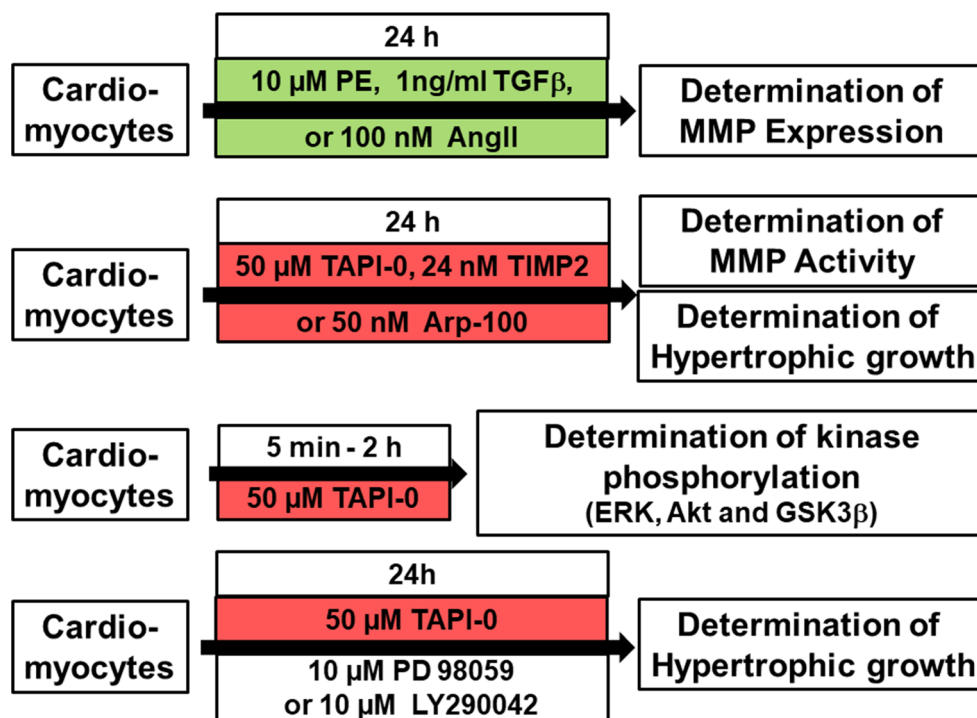 24 h
Cardio-
myocytes
10 µM PE, 1ng/ml TGFβ,
or 100 nM AngII
Determination of
MMP Expression
24 h
Cardio-
myocytes
50 µM TAPI-0, 24 nM TIMP2
or 50 nM Arp-100
Determination of
MMP Activity
Determination of
Hypertrophic growth
Cardio-
myocytes
5 min - 2 h
50 µM TAPI-0
Determination of kinase
phosphorylation
(ERK, Akt and GSK3β)
24h
Cardio-
myocytes
50 µM TAPI-0
10 µM PD 98059
or 10 µM LY290042
Determination of
Hypertrophic growth